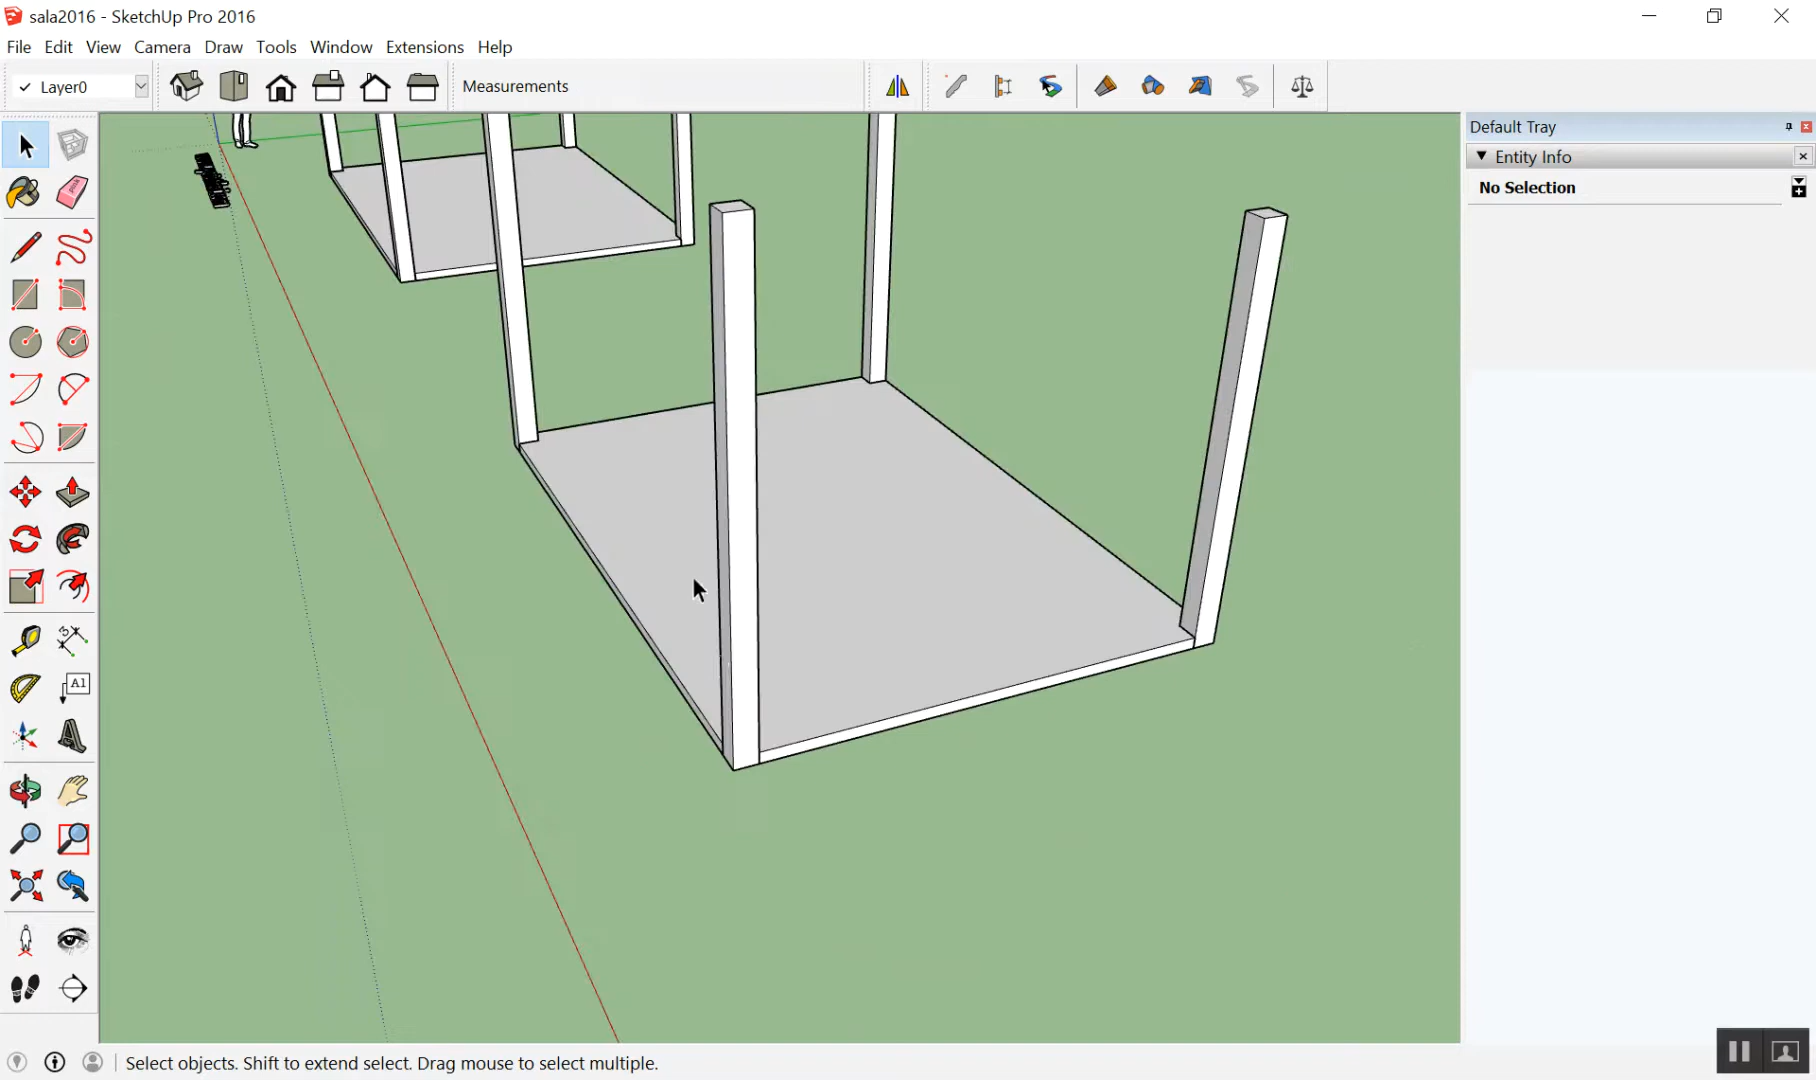 sala2016 - SketchUp Pro 2016
File Edit View Camera Draw Tools Window Extensions Help
Layer0
Measurements
Default Tray
Entity Info
No Selection
A1
Select objects. Shift to extend select. Drag mouse to select multiple.